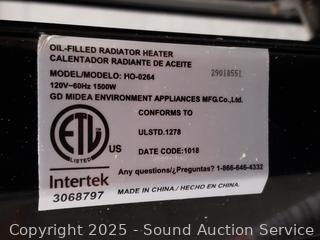 OIL-FILLED RADIATOR HEATER
CALENTADOR RADIANTE DE ACEITE
MODEL/MODELO: HO-0264 29018551
120V~60Hz 1500W
GD MIDEA ENVIRONMENT APPLIANCES MFG.Co.,Ltd.
CONFORMS TO
ULSTD.1278
ETL
LISTED
US
DATE CODE:1018
Intertek
3068797
Any questions/¿Preguntas? 1-866-646-4332
MADE IN CHINA./ HECHO EN CHINA.
Copyright 2025 - Sound Auction Service